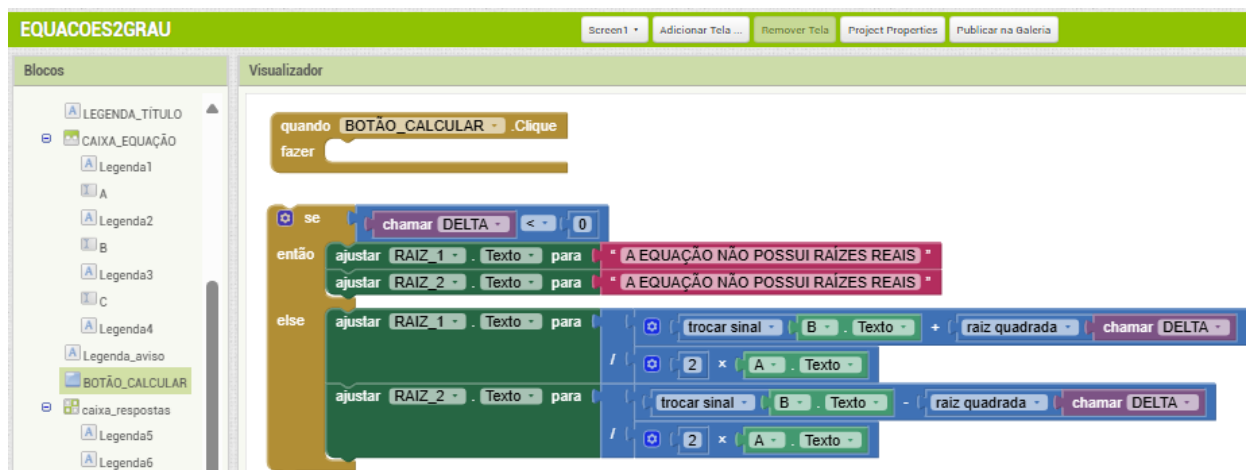 EQUACOES2GRAU
Screen1 Adicionar Tela ... Remover Tela Project Properties Publicar na Galeria
Blocos
Visualizador
LEGENDA_TÍTULO
CAIXA_EQUAÇÃO
Legenda1
A
Legenda2
B
Legenda3
C
Legenda4
Legenda_aviso
BOTÃO_CALCULAR
caixa_respostas
Legenda5
Legenda6
quando BOTÃO_CALCULAR .Clique
fazer
se chamar DELTA < 0
então ajustar RAIZ_1 . Texto para " A EQUAÇÃO NÃO POSSUI RAÍZES REAIS "
ajustar RAIZ_2 . Texto para " A EQUAÇÃO NÃO POSSUI RAÍZES REAIS "
else ajustar RAIZ_1 . Texto para trocar sinal B . Texto + raiz quadrada chamar DELTA
/ 2 × A . Texto
ajustar RAIZ_2 . Texto para trocar sinal B . Texto - raiz quadrada chamar DELTA
/ 2 × A . Texto